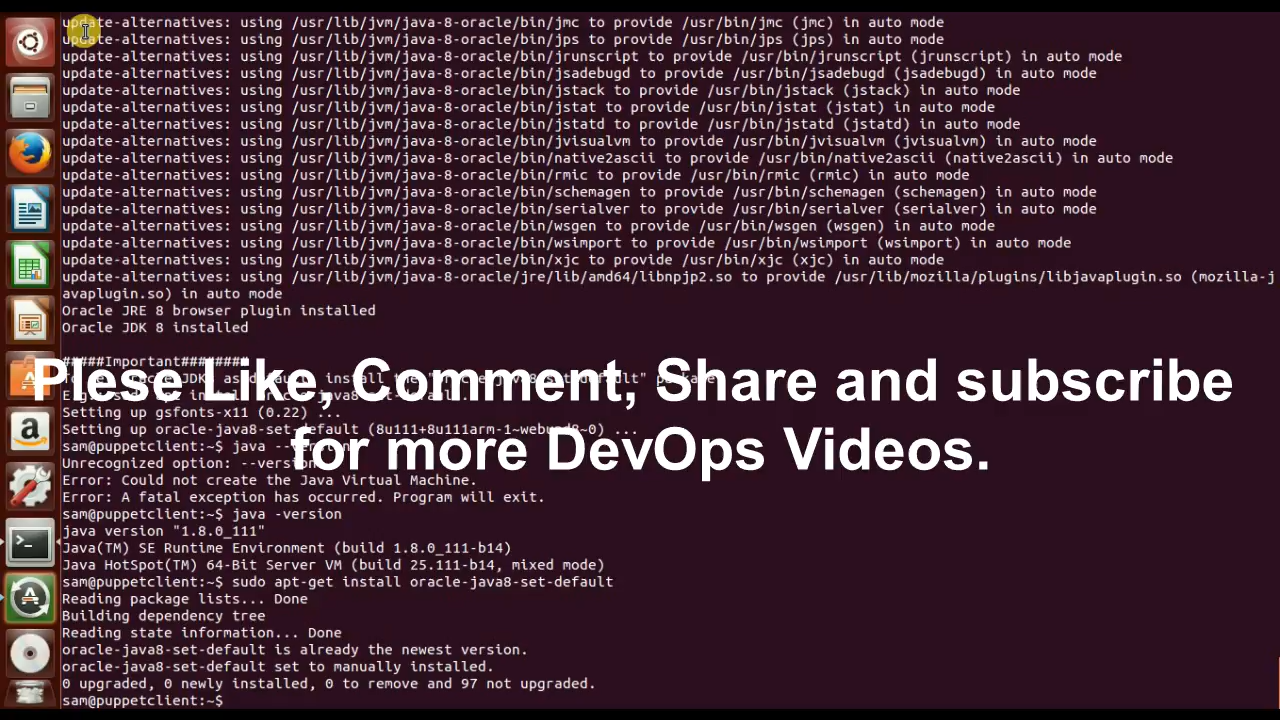 update-alternatives: using /usr/lib/jvm/java-8-oracle/bin/jmc to provide /usr/bin/jmc (jmc) in auto mode
update-alternatives: using /usr/lib/jvm/java-8-oracle/bin/jps to provide /usr/bin/jps (jps) in auto mode
update-alternatives: using /usr/lib/jvm/java-8-oracle/bin/jrunscript to provide /usr/bin/jrunscript (jrunscript) in auto mode
update-alternatives: using /usr/lib/jvm/java-8-oracle/bin/jsadebugd to provide /usr/bin/jsadebugd (jsadebugd) in auto mode
update-alternatives: using /usr/lib/jvm/java-8-oracle/bin/jstack to provide /usr/bin/jstack (jstack) in auto mode
update-alternatives: using /usr/lib/jvm/java-8-oracle/bin/jstat to provide /usr/bin/jstat (jstat) in auto mode
update-alternatives: using /usr/lib/jvm/java-8-oracle/bin/jstatd to provide /usr/bin/jstatd (jstatd) in auto mode
update-alternatives: using /usr/lib/jvm/java-8-oracle/bin/jvisualvm to provide /usr/bin/jvisualvm (jvisualvm) in auto mode
update-alternatives: using /usr/lib/jvm/java-8-oracle/bin/native2ascii to provide /usr/bin/native2ascii (native2ascii) in auto mode
update-alternatives: using /usr/lib/jvm/java-8-oracle/bin/rmic to provide /usr/bin/rmic (rmic) in auto mode
update-alternatives: using /usr/lib/jvm/java-8-oracle/bin/schemagen to provide /usr/bin/schemagen (schemagen) in auto mode
update-alternatives: using /usr/lib/jvm/java-8-oracle/bin/serialver to provide /usr/bin/serialver (serialver) in auto mode
update-alternatives: using /usr/lib/jvm/java-8-oracle/bin/wsgen to provide /usr/bin/wsgen (wsgen) in auto mode
update-alternatives: using /usr/lib/jvm/java-8-oracle/bin/wsimport to provide /usr/bin/wsimport (wsimport) in auto mode
update-alternatives: using /usr/lib/jvm/java-8-oracle/bin/xjc to provide /usr/bin/xjc (xjc) in auto mode
update-alternatives: using /usr/lib/jvm/java-8-oracle/jre/lib/amd64/libnpjp2.so to provide /usr/lib/mozilla/plugins/libjavaplugin.so (mozilla-j
avaplugin.so) in auto mode
Oracle JRE 8 browser plugin installed
Oracle JDK 8 installed
#####Important########
Plese Like, Comment, Share and subscribe
install the package
Setting up gsfonts-x11 (0.22) ...
Setting up oracle-java8-set-default ...
for more DevOps Videos.
sam@puppetclient:~$ java
Unrecognized option:
Error: Could not create the Java Virtual Machine.
Error: A fatal exception has occurred. Program will exit.
sam@puppetclient:~$ java -version
java version "1.8.0_111"
Java(TM) SE Runtime Environment (build 1.8.0_111-b14)
Java HotSpot(TM) 64-Bit Server VM (build 25.111-b14, mixed mode)
sam@puppetclient:~$ sudo apt-get install oracle-java8-set-default
Reading package lists... Done
Building dependency tree
Reading state information... Done
oracle-java8-set-default is already the newest version.
oracle-java8-set-default set to manually installed.
0 upgraded, 0 newly installed, 0 to remove and 97 not upgraded.
sam@puppetclient:~$